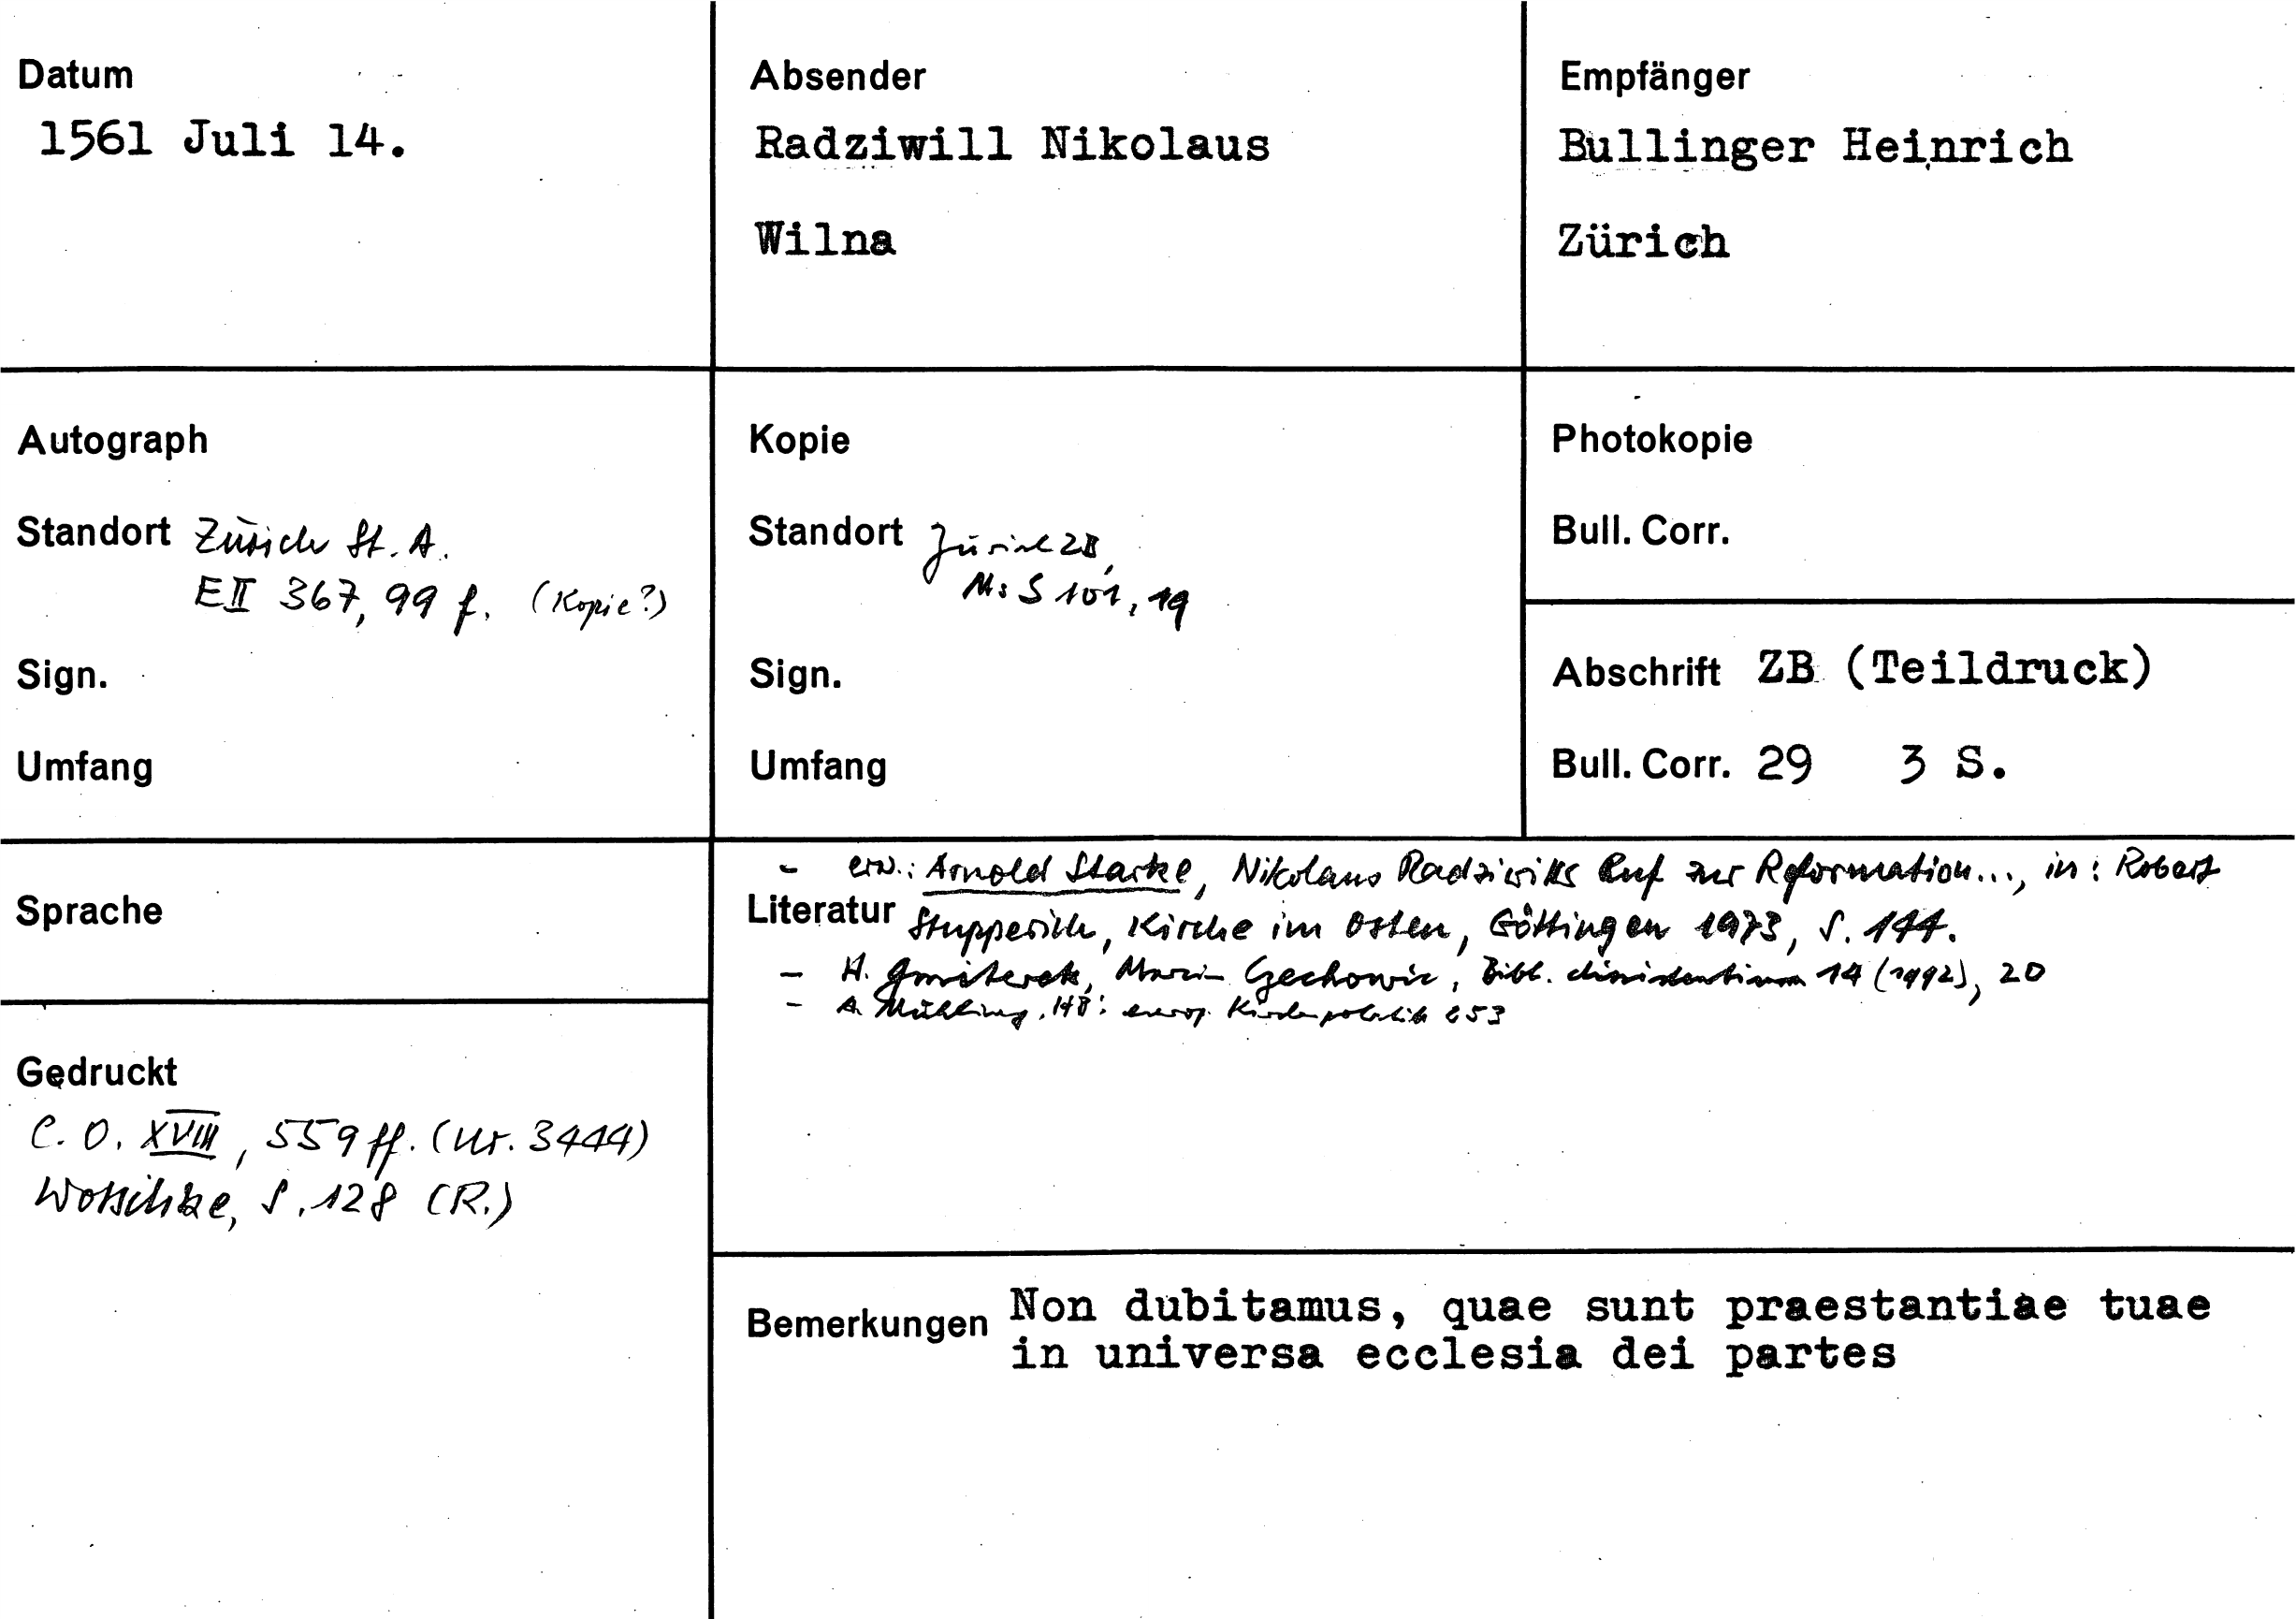 Datum
1561 Juli 14.
Absender
Radziwill Nikolaus
Wilna
Empfänger
Bullinger Heinrich
Zürich
Autograph
Standort Zürich St. A.
E II 367, 99 f. (Kopie?)
Sign.
Umfang
Kopie
Standort Zürich ZB,
Ms S 101, 19
Sign.
Umfang
Photokopie
Bull. Corr.
Abschrift ZB (Teildruck)
Bull. Corr. 29 3 S.
Sprache
Gedruckt
C. O. XVIII, 559 ff. (Nr. 3444)
Wotschke, S. 128 (R.)
- erw.: Arnold Starke, Nikolaus Radziwills Ruf zur Reformation..., in: Robert
Literatur Stupperich, Kirche im Osten, Göttingen 1973, S. 144.
- H. Gmiterek, Czechowic, Bibl. dissidentium 14 (1992), 20
- A. Mühling, HB: europ. Kirchenpolitik 253
Bemerkungen Non dubitamus, quae sunt praestantiae tuae
in universa ecclesia dei partes